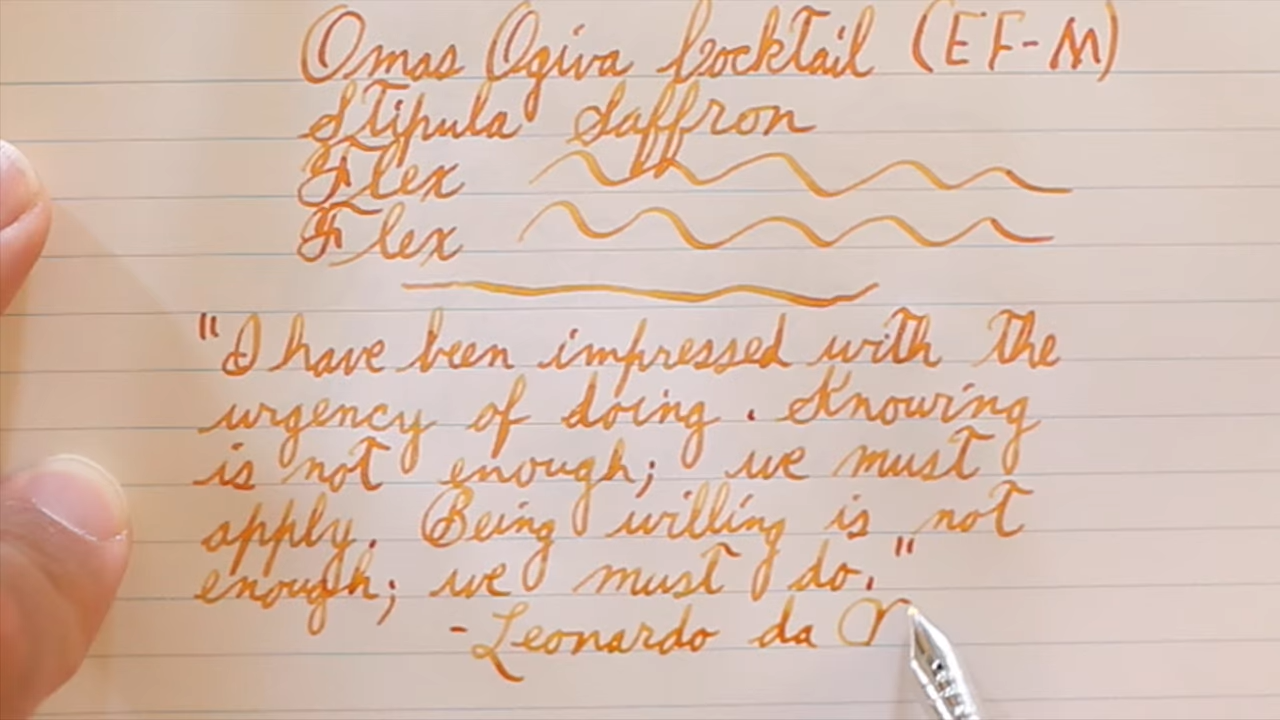 Omas Ogiva Cocktail (EF-M)
Stipula Saffron
Flex
Flex
"I have been impressed with the
urgency of doing. Knowing
is not enough; we must
apply. Being willing is not
enough; we must do."
-Leonardo da